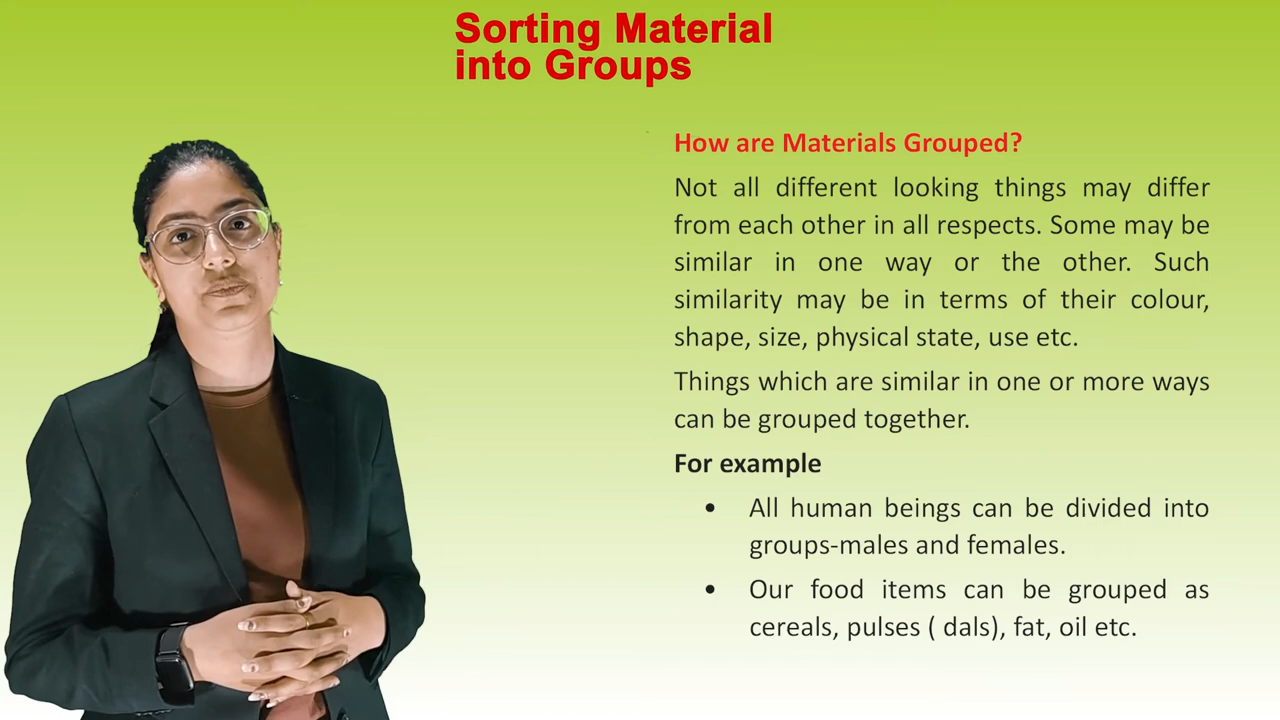 Sorting Material
into Groups
How are Materials Grouped?
Not all different looking things may differ
from each other in all respects. Some may be
similar in one way or the other. Such
similarity may be in terms of their colour,
shape, size, physical state, use etc.
Things which are similar in one or more ways
can be grouped together.
For example
• All human beings can be divided into
groups-males and females.
• Our food items can be grouped as
cereals, pulses ( dals), fat, oil etc.